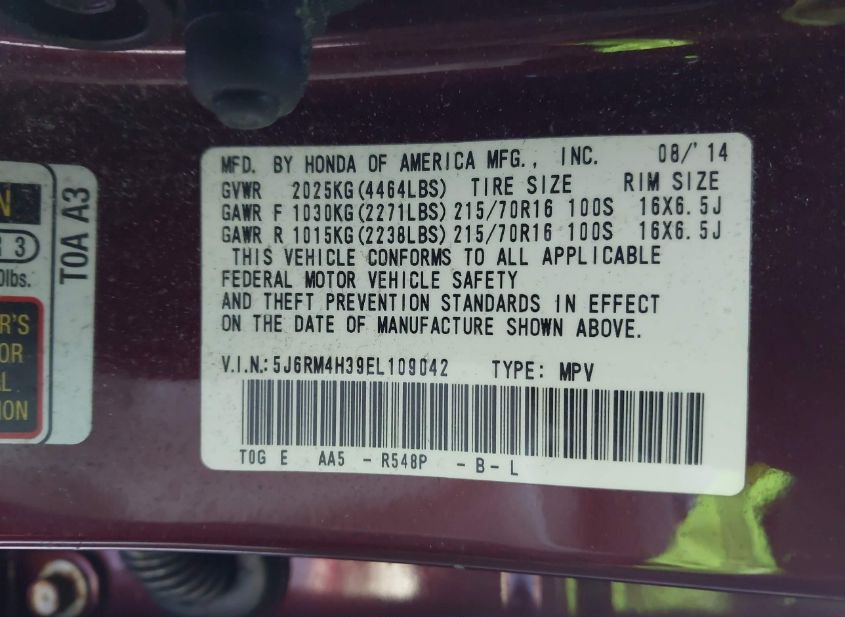 MFD. BY HONDA OF AMERICA MFG., INC. 08/'14
GVWR 2025KG(4464LBS) TIRE SIZE RIM SIZE
GAWR F 1030KG(2271LBS) 215/70R16 100S 16X6.5J
GAWR R 1015KG(2238LBS) 215/70R16 100S 16X6.5J
THIS VEHICLE CONFORMS TO ALL APPLICABLE
FEDERAL MOTOR VEHICLE SAFETY
AND THEFT PREVENTION STANDARDS IN EFFECT
ON THE DATE OF MANUFACTURE SHOWN ABOVE.
V.I.N.: 5J6RM4H39EL109042 TYPE: MPV
T0G E AA5 - R548P - B - L
T0A A3
3
lbs.